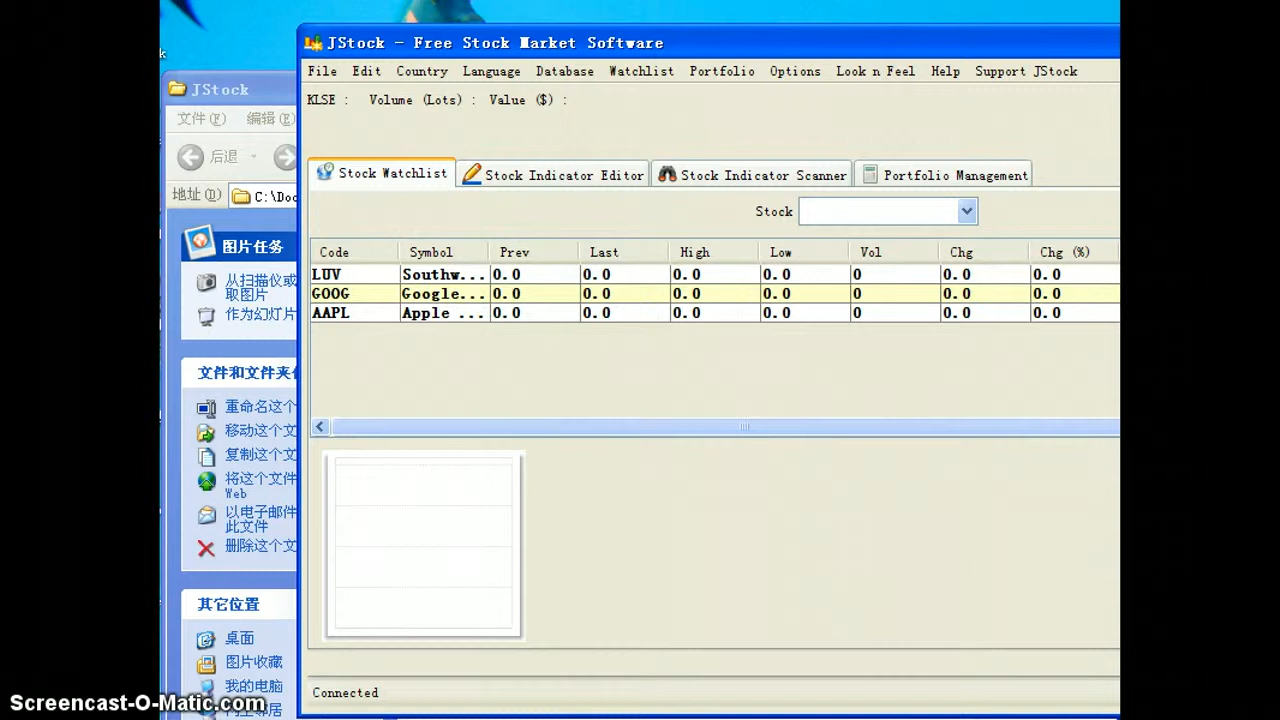 JStock - Free Stock Market Software
File Edit Country Language Database Watchlist Portfolio Options Look n Feel Help Support JStock
KLSE : Volume (Lots) : Value ($) :
Stock Watchlist Stock Indicator Editor Stock Indicator Scanner Portfolio Management
Stock
Code Symbol Prev Last High Low Vol Chg Chg (%)
LUV Southw... 0.0 0.0 0.0 0.0 0 0.0 0.0
GOOG Google... 0.0 0.0 0.0 0.0 0 0.0 0.0
AAPL Apple ... 0.0 0.0 0.0 0.0 0 0.0 0.0
Connected
JStock
文件(F) 编辑(E)
后退
地址(D) C:\Doc
图片任务
从扫描仪或
取图片
作为幻灯片
文件和文件夹任
重命名这个
移动这个文
复制这个文
将这个文件
Web
以电子邮件
此文件
删除这个文
其它位置
桌面
图片收藏
我的电脑
网上邻居
Screencast-O-Matic.com